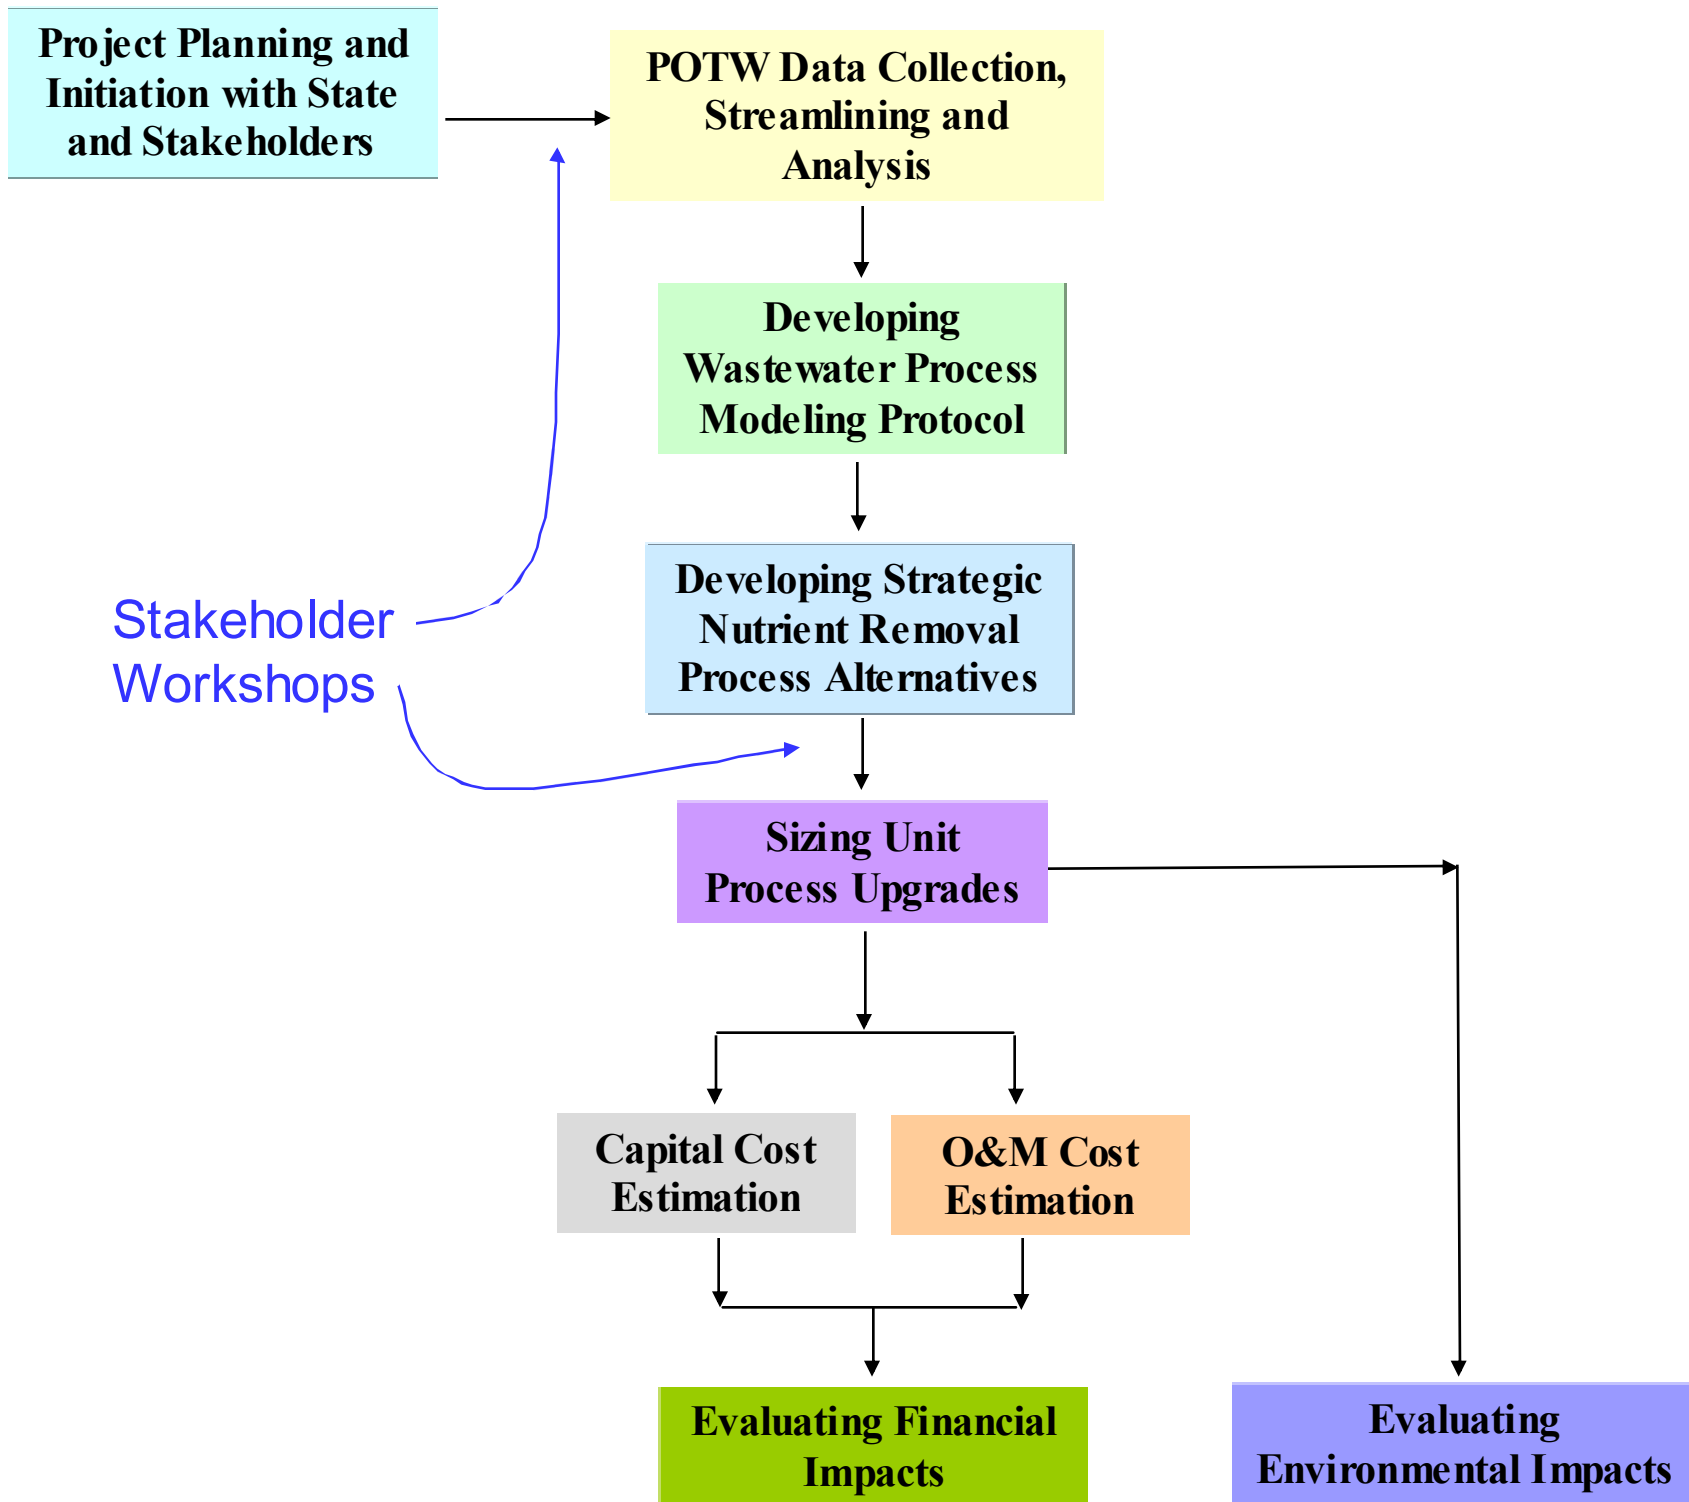 Project Planning and
Initiation with State
and Stakeholders
POTW Data Collection,
Streamlining and
Analysis
Developing
Wastewater Process
Modeling Protocol
Developing Strategic
Nutrient Removal
Process Alternatives
Stakeholder
Workshops
Sizing Unit
Process Upgrades
Capital Cost
Estimation
O&M Cost
Estimation
Evaluating Financial
Impacts
Evaluating
Environmental Impacts